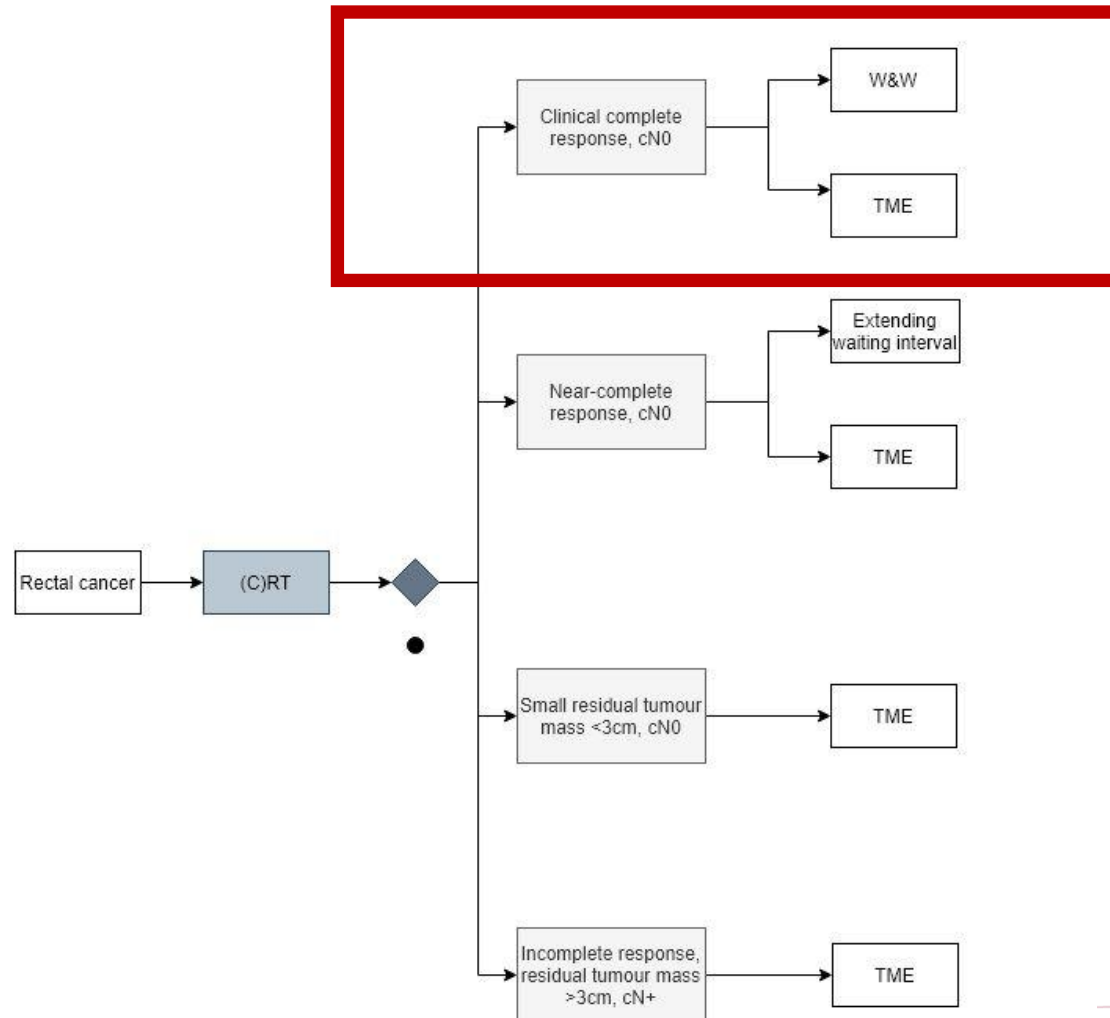 W&W
Clinical complete
response, cN0
TME
Extending
waiting interval
Near-complete
response, cN0
TME
Rectal cancer
(C)RT
Small residual tumour
mass <3cm, cN0
TME
Incomplete response,
residual tumour mass
>3cm, cN+
TME